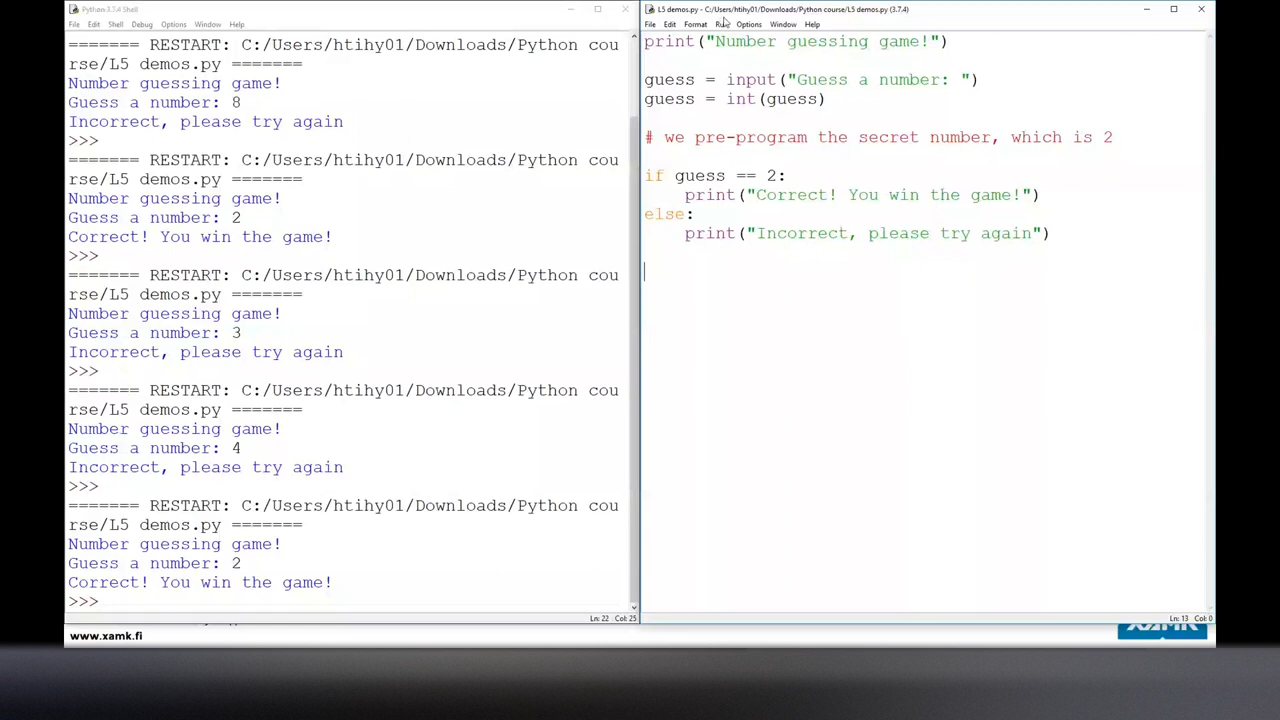 Python 3.7.4 Shell
File Edit Shell Debug Options Window Help
======= RESTART: C:/Users/htihy01/Downloads/Python cou
rse/L5 demos.py =======
Number guessing game!
Guess a number: 8
Incorrect, please try again
>>>
======= RESTART: C:/Users/htihy01/Downloads/Python cou
rse/L5 demos.py =======
Number guessing game!
Guess a number: 2
Correct! You win the game!
>>>
======= RESTART: C:/Users/htihy01/Downloads/Python cou
rse/L5 demos.py =======
Number guessing game!
Guess a number: 3
Incorrect, please try again
>>>
======= RESTART: C:/Users/htihy01/Downloads/Python cou
rse/L5 demos.py =======
Number guessing game!
Guess a number: 4
Incorrect, please try again
>>>
======= RESTART: C:/Users/htihy01/Downloads/Python cou
rse/L5 demos.py =======
Number guessing game!
Guess a number: 2
Correct! You win the game!
>>>
Ln: 22 Col: 25
L5 demos.py - C:/Users/htihy01/Downloads/Python course/L5 demos.py (3.7.4)
File Edit Format Run Options Window Help
print("Number guessing game!")
guess = input("Guess a number: ")
guess = int(guess)
# we pre-program the secret number, which is 2
if guess == 2:
    print("Correct! You win the game!")
else:
    print("Incorrect, please try again")
Ln: 13 Col: 0
www.xamk.fi